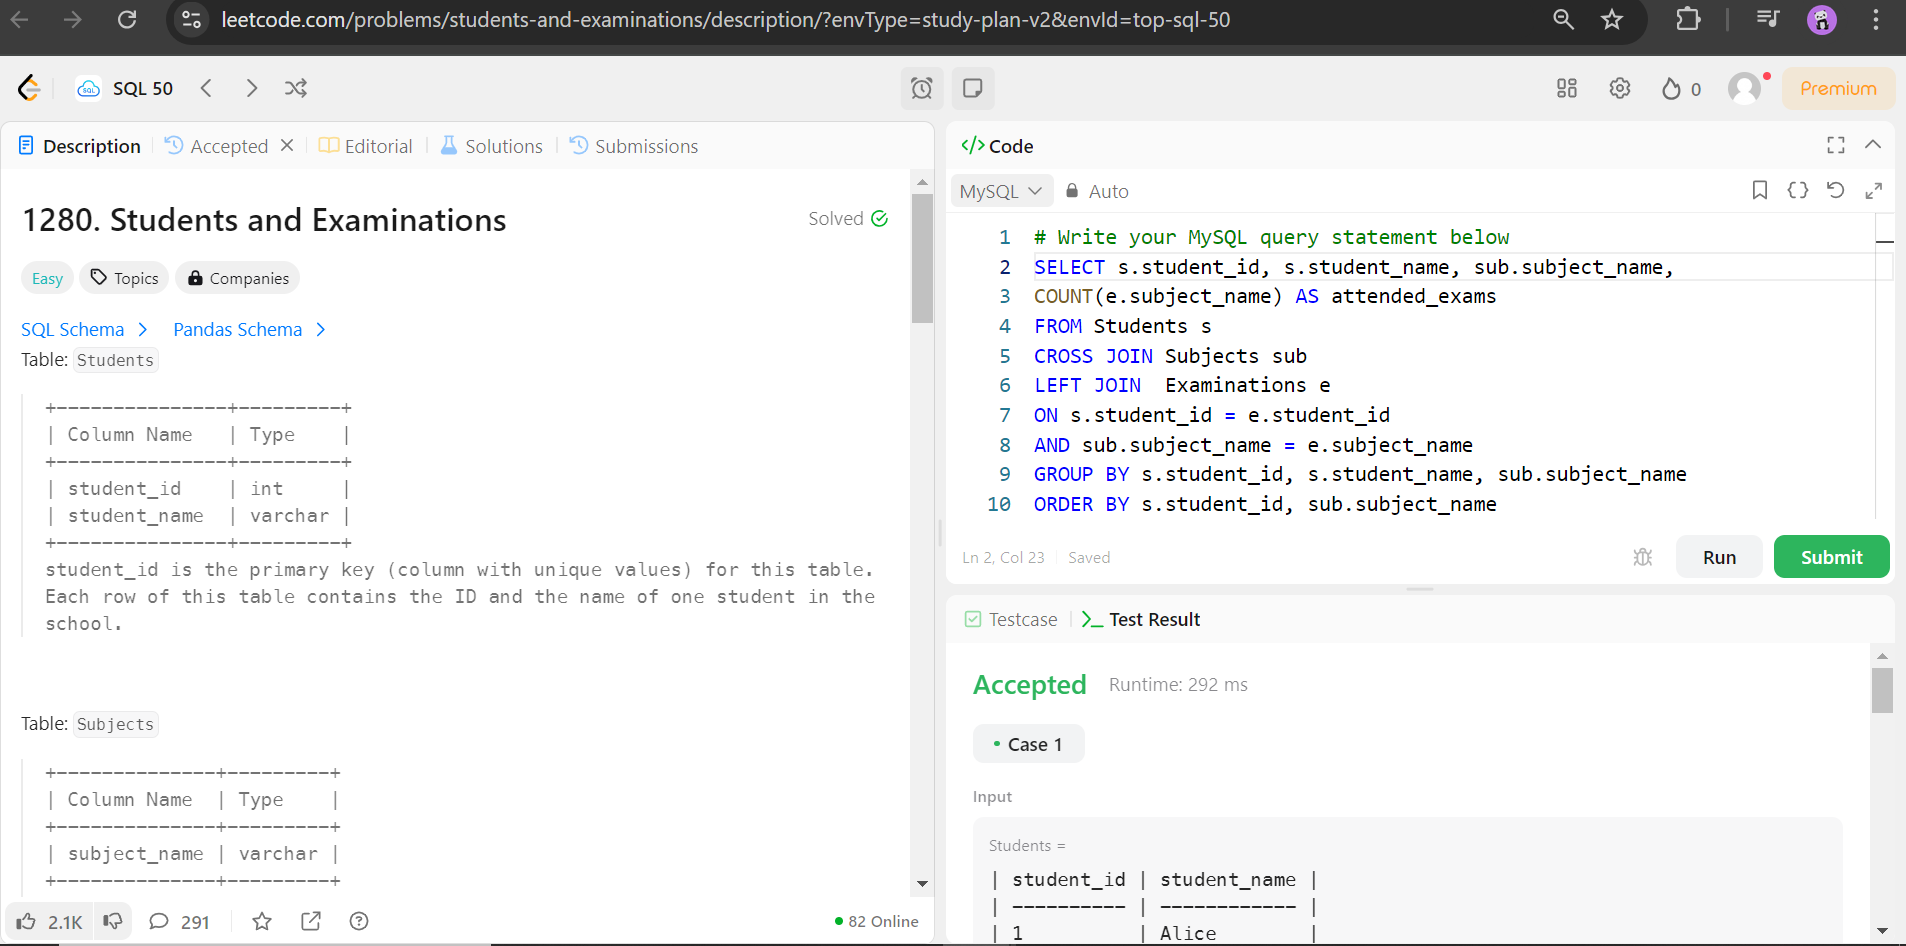 leetcode.com/problems/students-and-examinations/description/?envType=study-plan-v2&envId=top-sql-50
SQL 50
0
Premium
Description
Accepted
Editorial
Solutions
Submissions
1280. Students and Examinations
Solved
Easy
Topics
Companies
SQL Schema >
Pandas Schema >
Table: Students
+---------------+---------+
| Column Name   | Type    |
+---------------+---------+
| student_id    | int     |
| student_name  | varchar |
+---------------+---------+
student_id is the primary key (column with unique values) for this table.
Each row of this table contains the ID and the name of one student in the
school.
Table: Subjects
+--------------+---------+
| Column Name  | Type    |
+--------------+---------+
| subject_name | varchar |
+--------------+---------+
2.1K
291
82 Online
</> Code
MySQL
Auto
1 # Write your MySQL query statement below
2 SELECT s.student_id, s.student_name, sub.subject_name,
3 COUNT(e.subject_name) AS attended_exams
4 FROM Students s
5 CROSS JOIN Subjects sub
6 LEFT JOIN  Examinations e
7 ON s.student_id = e.student_id
8 AND sub.subject_name = e.subject_name
9 GROUP BY s.student_id, s.student_name, sub.subject_name
10 ORDER BY s.student_id, sub.subject_name
Ln 2, Col 23
Saved
Run
Submit
Testcase
>_ Test Result
Accepted
Runtime: 292 ms
• Case 1
Input
Students =
| student_id | student_name |
| ---------- | ------------ |
| 1          | Alice        |